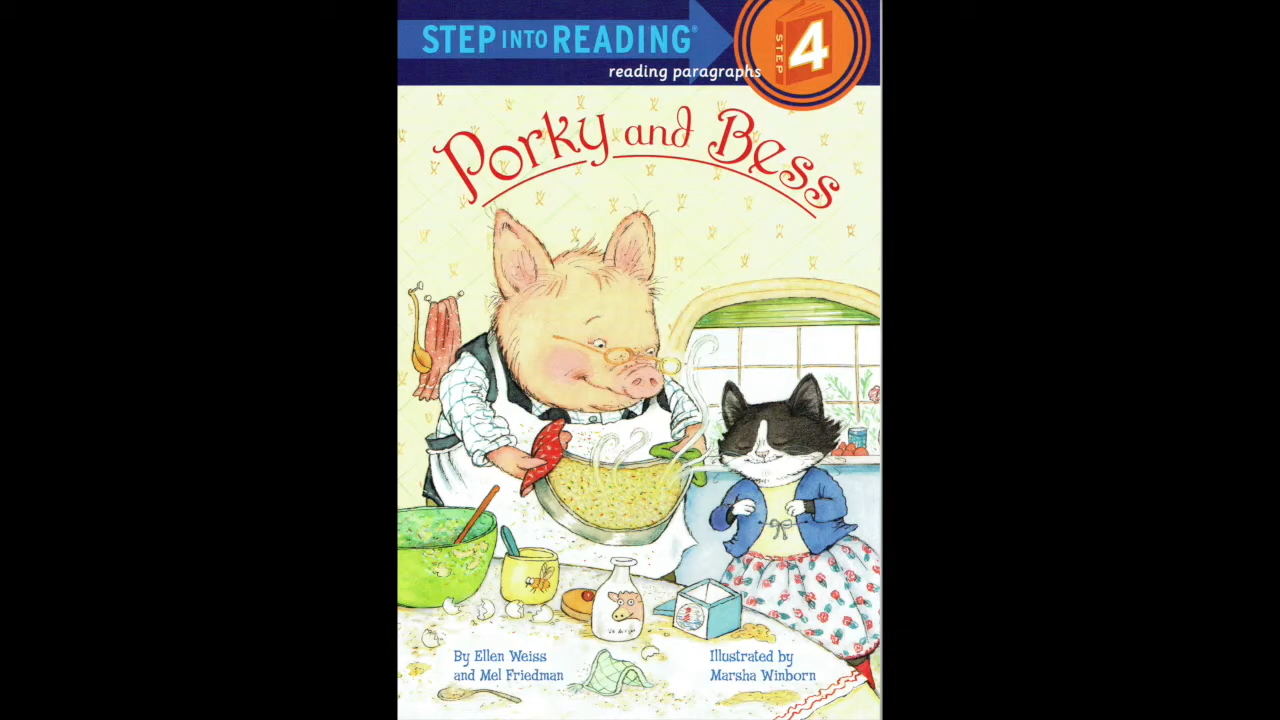 STEP INTO READING®
reading paragraphs
STEP 4
Porky and Bess
By Ellen Weiss
and Mel Friedman
Illustrated by
Marsha Winborn